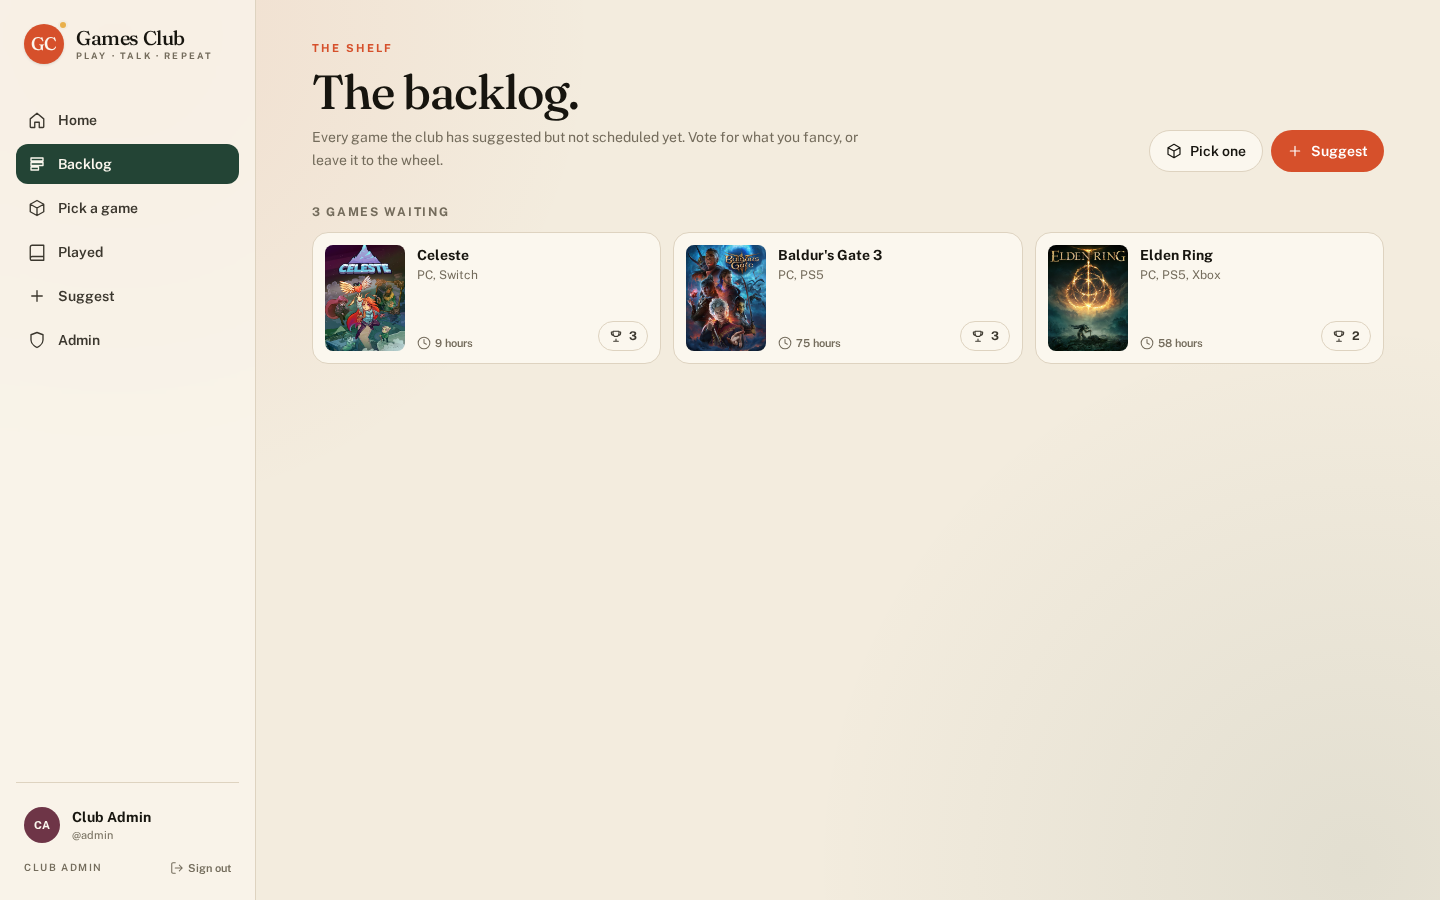 GC
Games Club
PLAY · TALK · REPEAT
Home
Backlog
Pick a game
Played
Suggest
Admin
Club Admin
CA
@admin
CLUB ADMIN
Sign out
THE SHELF
The backlog.
Every game the club has suggested but not scheduled yet. Vote for what you fancy, or
leave it to the wheel.
Pick one
Suggest
3 GAMES WAITING
CELESTE
Celeste
PC, Switch
9 hours
3
Baldur's Gate
Baldur's Gate 3
PC, PS5
75 hours
3
ELDEN RING
Elden Ring
PC, PS5, Xbox
58 hours
2